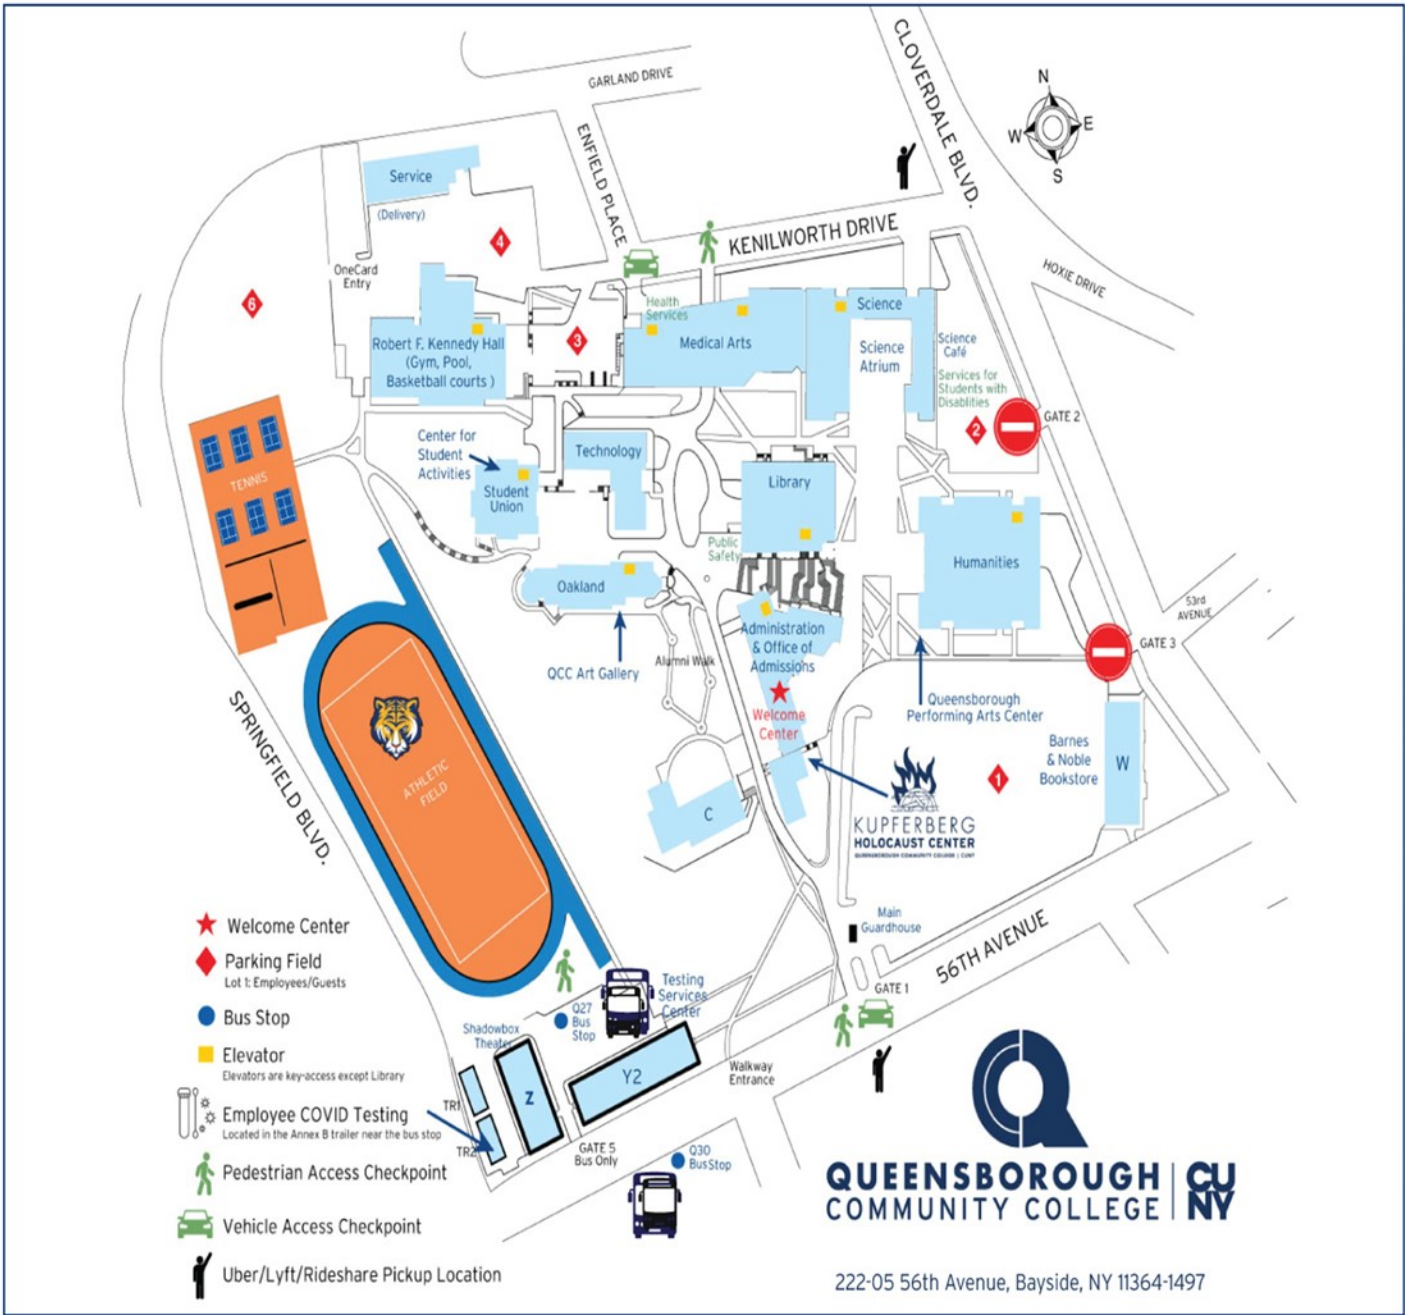 CLOVERDALE BLVD.
GARLAND DRIVE
ENFIELD PLACE
N
W
E
S
Service
(Delivery)
4
KENILWORTH DRIVE
OneCard
Entry
HOXIE DRIVE
6
Health
Services
Science
Robert F. Kennedy Hall
(Gym, Pool,
Basketball courts )
3
Medical Arts
Science
Atrium
Science
Café
Services for
Students with
Disablities
2
GATE 2
Center for
Student
Activities
Technology
TENNIS
Student
Union
Library
Public
Safety
Humanities
Oakland
53rd
AVENUE
Administration
& Office of
Admissions
GATE 3
QCC Art Gallery
Alumni Walk
Welcome
Center
Queensborough
Performing Arts Center
SPRINGFIELD BLVD.
ATHLETIC
FIELD
Barnes
& Noble
Bookstore
W
1
C
KUPFERBERG
HOLOCAUST CENTER
QUEENSBOROUGH COMMUNITY COLLEGE | CUNY
Main
Guardhouse
56TH AVENUE
GATE 1
Welcome Center
Parking Field
Lot 1: Employees/Guests
Bus Stop
Elevator
Elevators are key-access except Library
Employee COVID Testing
Located in the Annex B trailer near the bus stop
Pedestrian Access Checkpoint
Vehicle Access Checkpoint
Uber/Lyft/Rideshare Pickup Location
Testing
Services
Center
Q27
Bus
Stop
Shadowbox
Theater
TR1
TR2
Z
Y2
Walkway
Entrance
GATE 5
Bus Only
Q30
Bus Stop
QUEENSBOROUGH
COMMUNITY COLLEGE
CU
NY
222-05 56th Avenue, Bayside, NY 11364-1497